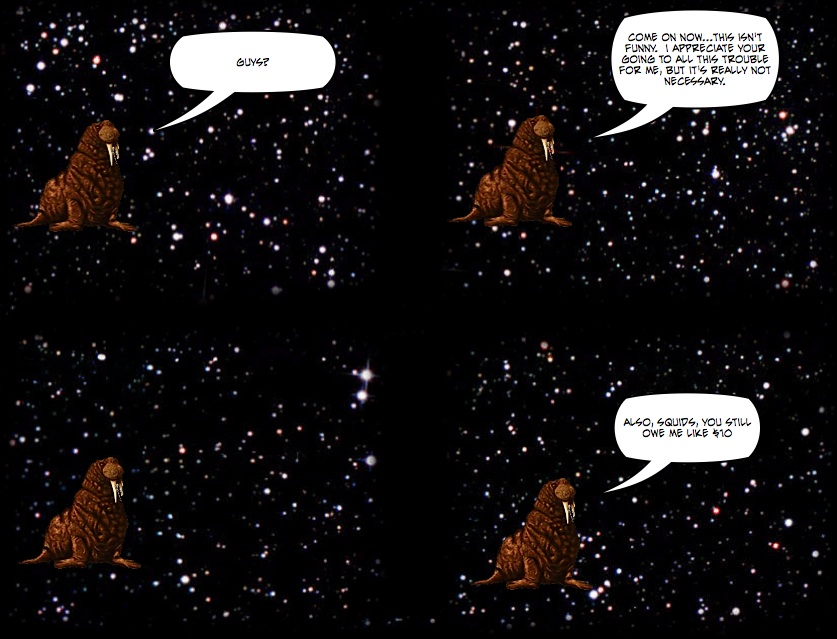 GUYS?
COME ON NOW...THIS ISN'T
FUNNY. I APPRECIATE YOUR
GOING TO ALL THIS TROUBLE
FOR ME, BUT IT'S REALLY NOT
NECESSARY.
ALSO, SQUIDS, YOU STILL
OWE ME LIKE $10